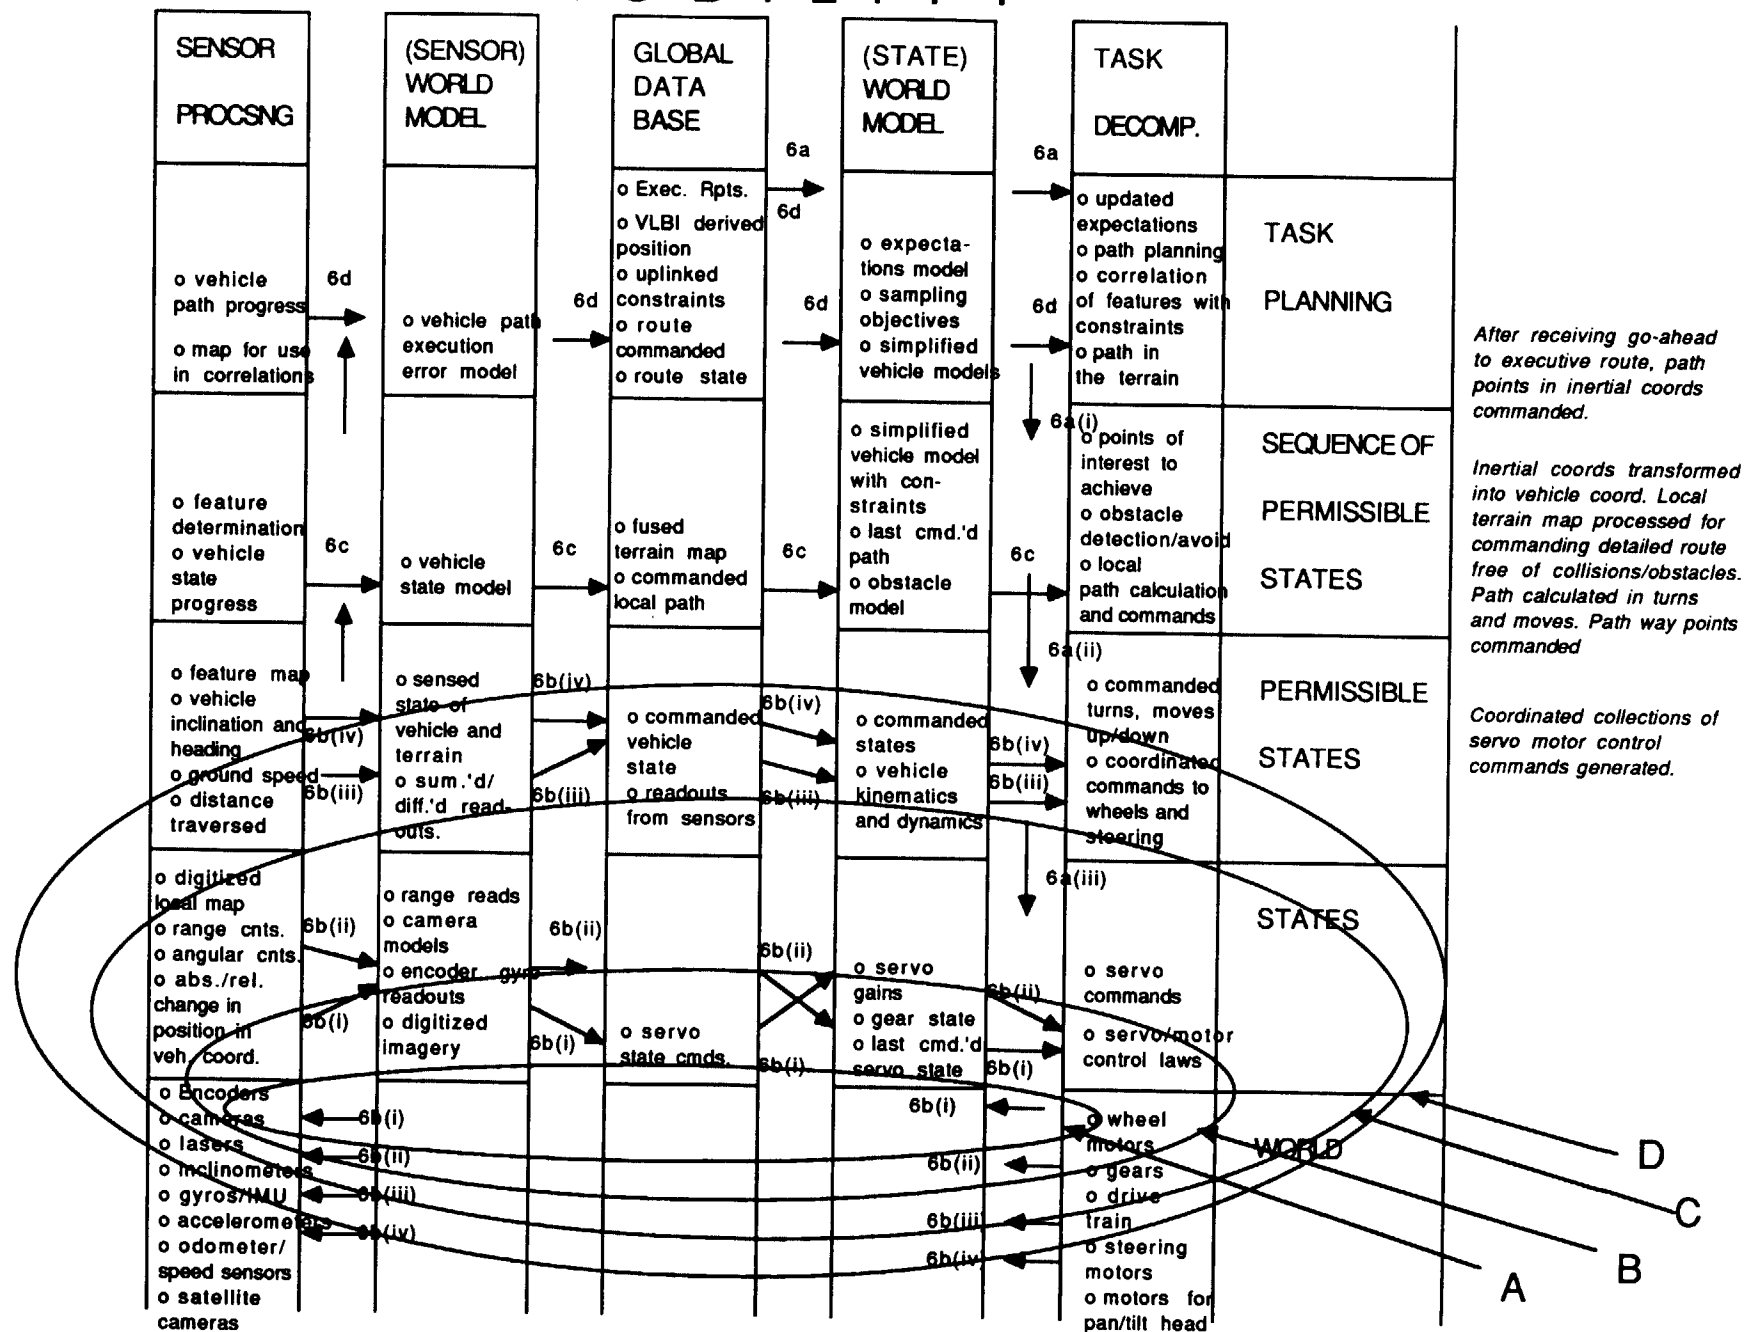 SENSOR
PROCSNG
(SENSOR)
WORLD
MODEL
GLOBAL
DATA
BASE
(STATE)
WORLD
MODEL
TASK
DECOMP.
6a
6a
o vehicle
path progress
o map for use
in correlations
6d
o vehicle path
execution
error model
6d
o Exec. Rpts.
o VLBI derived
position
o uplinked
constraints
o route
commanded
o route state
6d
6d
o expecta-
tions model
o sampling
objectives
o simplified
vehicle models
6d
o updated
expectations
o path planning
o correlation
of features with
constraints
o path in
the terrain
TASK
PLANNING
6a(i)
o feature
determination
o vehicle
state
progress
6c
o vehicle
state model
6c
o fused
terrain map
o commanded
local path
6c
o simplified
vehicle model
with con-
straints
o last cmd.'d
path
o obstacle
model
6c
o points of
interest to
achieve
o obstacle
detection/avoid
o local
path calculation
and commands
SEQUENCE OF
PERMISSIBLE
STATES
6a(ii)
o feature map
o vehicle
inclination and
heading
o ground speed
o distance
traversed
6b(iv)
6b(iii)
o sensed
state of
vehicle and
terrain
o sum.'d/
diff.'d read-
outs.
6b(iv)
6b(iii)
o commanded
vehicle
state
o readouts
from sensors
6b(iv)
6b(iii)
o commanded
states
o vehicle
kinematics
and dynamics
6b(iv)
6b(iii)
o commanded
turns, moves
up/down
o coordinated
commands to
wheels and
steering
PERMISSIBLE
STATES
6a(iii)
o digitized
local map
o range cnts.
o angular cnts.
o abs./rel.
change in
position in
veh. coord.
6b(ii)
6b(i)
o range reads
o camera
models
o encoder gyro
readouts
o digitized
imagery
6b(ii)
6b(i)
o servo
state cmds.
6b(ii)
6b(i)
o servo
gains
o gear state
o last cmd.'d
servo state
6b(ii)
6b(i)
o servo
commands
o servo/motor
control laws
STATES
o Encoders
o cameras
o lasers
o inclinometers
o gyros/IMU
o accelerometers
o odometer/
speed sensors
o satellite
cameras
6b(i)
6b(ii)
6b(iii)
6b(iv)
6b(i)
6b(ii)
6b(iii)
6b(iv)
o wheel
motors
o gears
o drive
train
o steering
motors
o motors for
pan/tilt head
WORLD
After receiving go-ahead
to executive route, path
points in inertial coords
commanded.
Inertial coords transformed
into vehicle coord. Local
terrain map processed for
commanding detailed route
free of collisions/obstacles.
Path calculated in turns
and moves. Path way points
commanded
Coordinated collections of
servo motor control
commands generated.
D
C
B
A